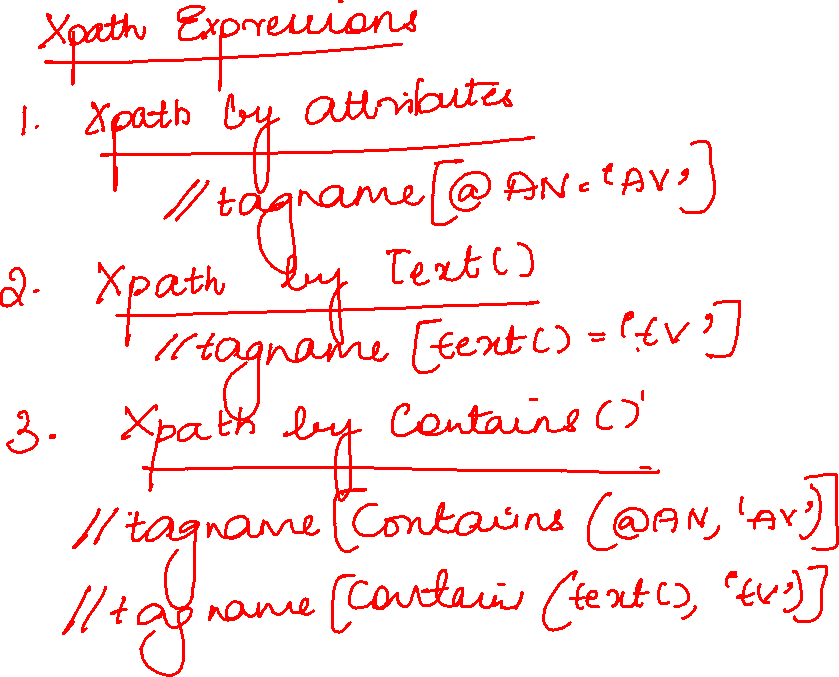 Xpath Expressions
1. Xpath by attributes
//tagname[@AN='AV']
2. Xpath by Text()
//tagname[text()='tV']
3. Xpath by Contains()
//tagname[Contains(@AN, 'AV')]
//tagname[Contain(text(), 'tv')]